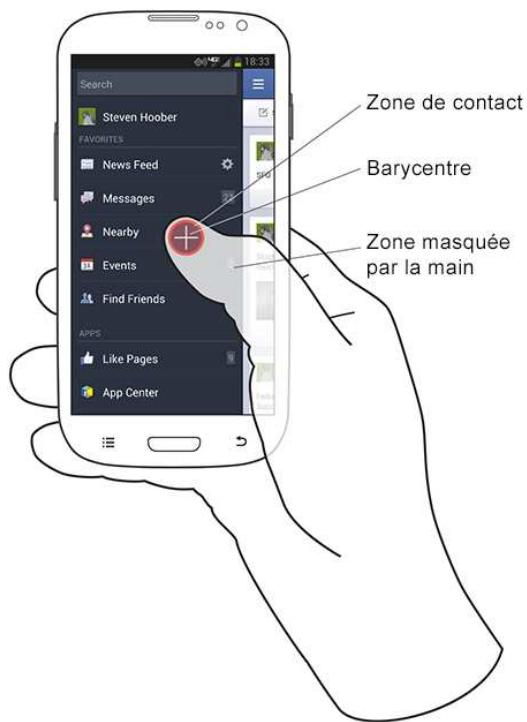 18:33
Search
Steven Hoober
FAVORITES
News Feed
Messages
Nearby
Events
Find Friends
APPS
Like Pages 9
App Center
Zone de contact
Barycentre
Zone masquée
par la main